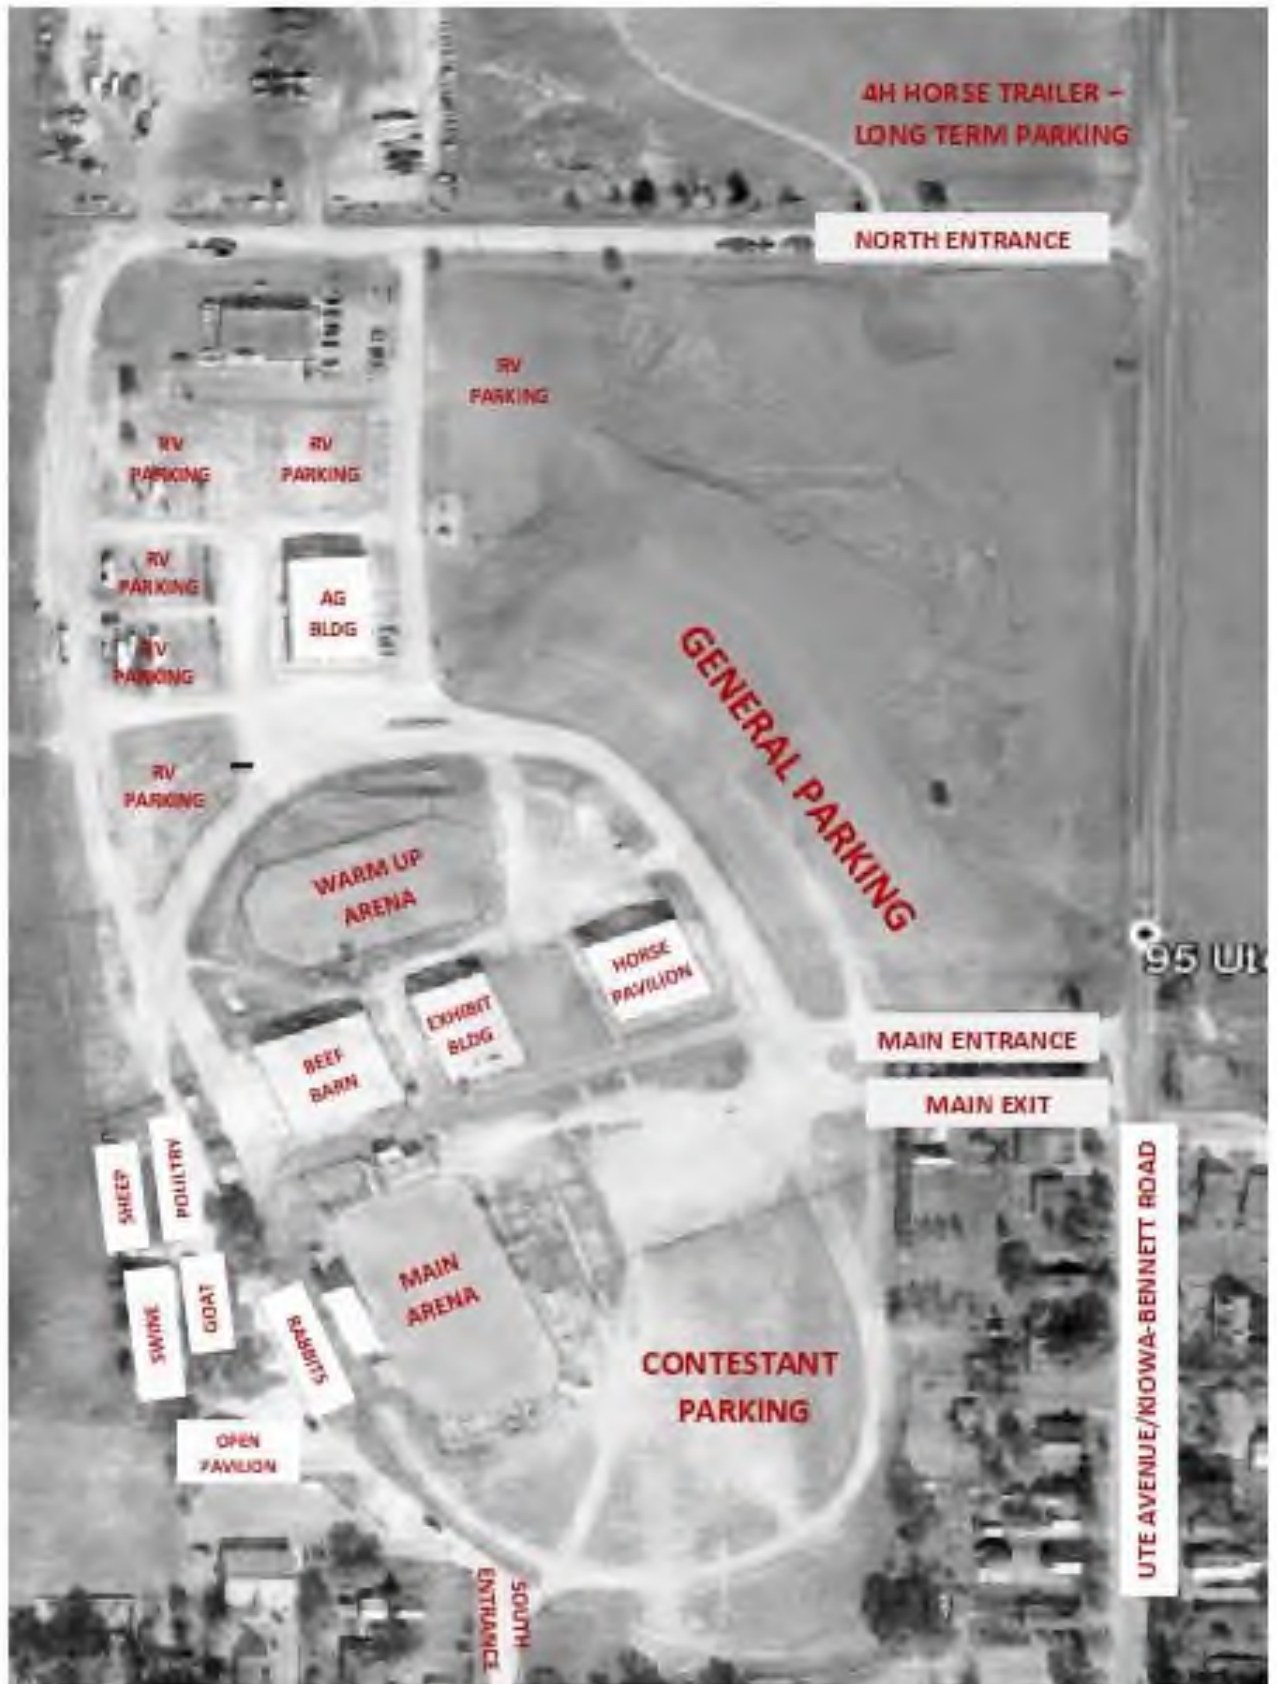 4H HORSE TRAILER –
LONG TERM PARKING
NORTH ENTRANCE
RV
PARKING
RV
PARKING
RV
PARKING
RV
PARKING
AG
BLDG
RV
PARKING
GENERAL PARKING
RV
PARKING
WARM UP
ARENA
HORSE
PAVILION
EXHIBIT
BLDG
BEEF
BARN
95 Ut
MAIN ENTRANCE
MAIN EXIT
SHEEP
POULTRY
SWINE
GOAT
RABBITS
MAIN
ARENA
CONTESTANT
PARKING
OPEN
PAVILION
UTE AVENUE/KIOWA-BENNETT ROAD
SOUTH
ENTRANCE